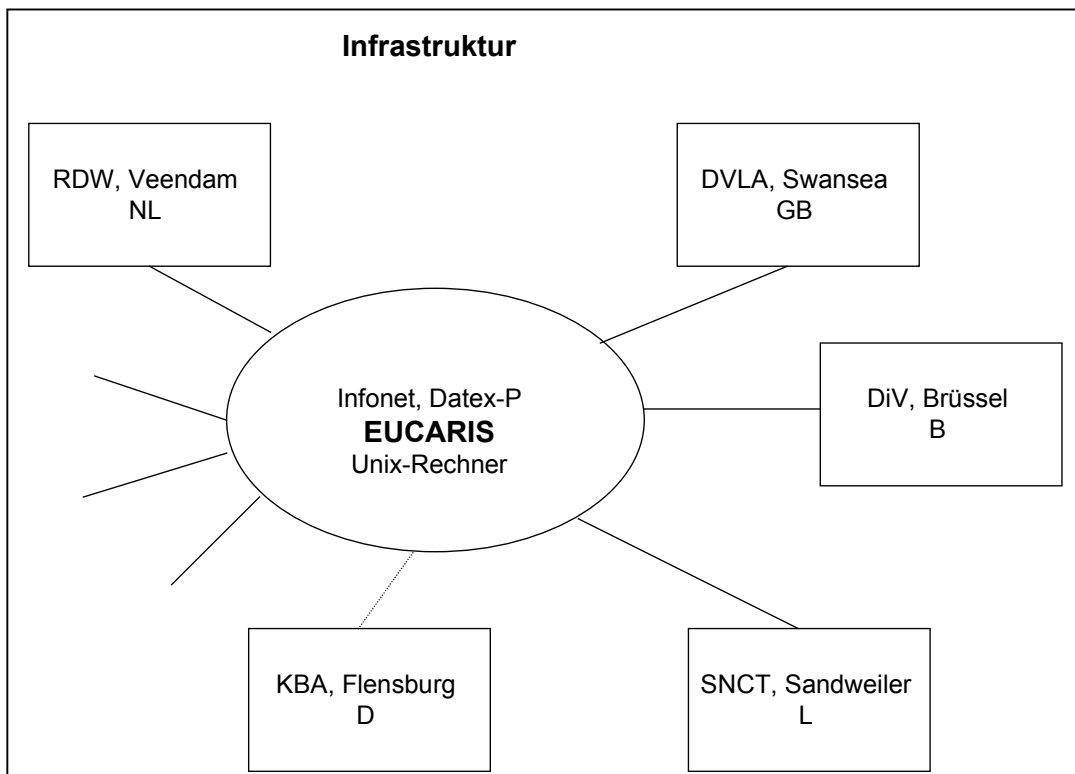 Infrastruktur
RDW, Veendam
NL
DVLA, Swansea
GB
Infonet, Datex-P
EUCARIS
Unix-Rechner
DiV, Brüssel
B
KBA, Flensburg
D
SNCT, Sandweiler
L